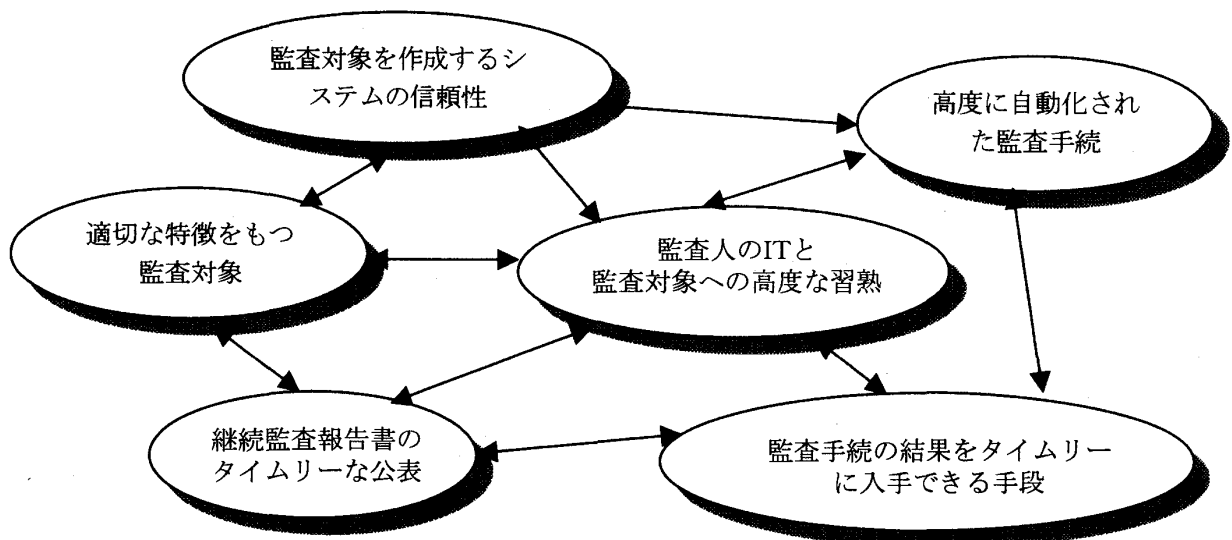 監査対象を作成するシ
ステムの信頼性
高度に自動化され
た監査手続
適切な特徴をもつ
監査対象
監査人のITと
監査対象への高度な習熟
継続監査報告書の
タイムリーな公表
監査手続の結果をタイムリー
に入手できる手段